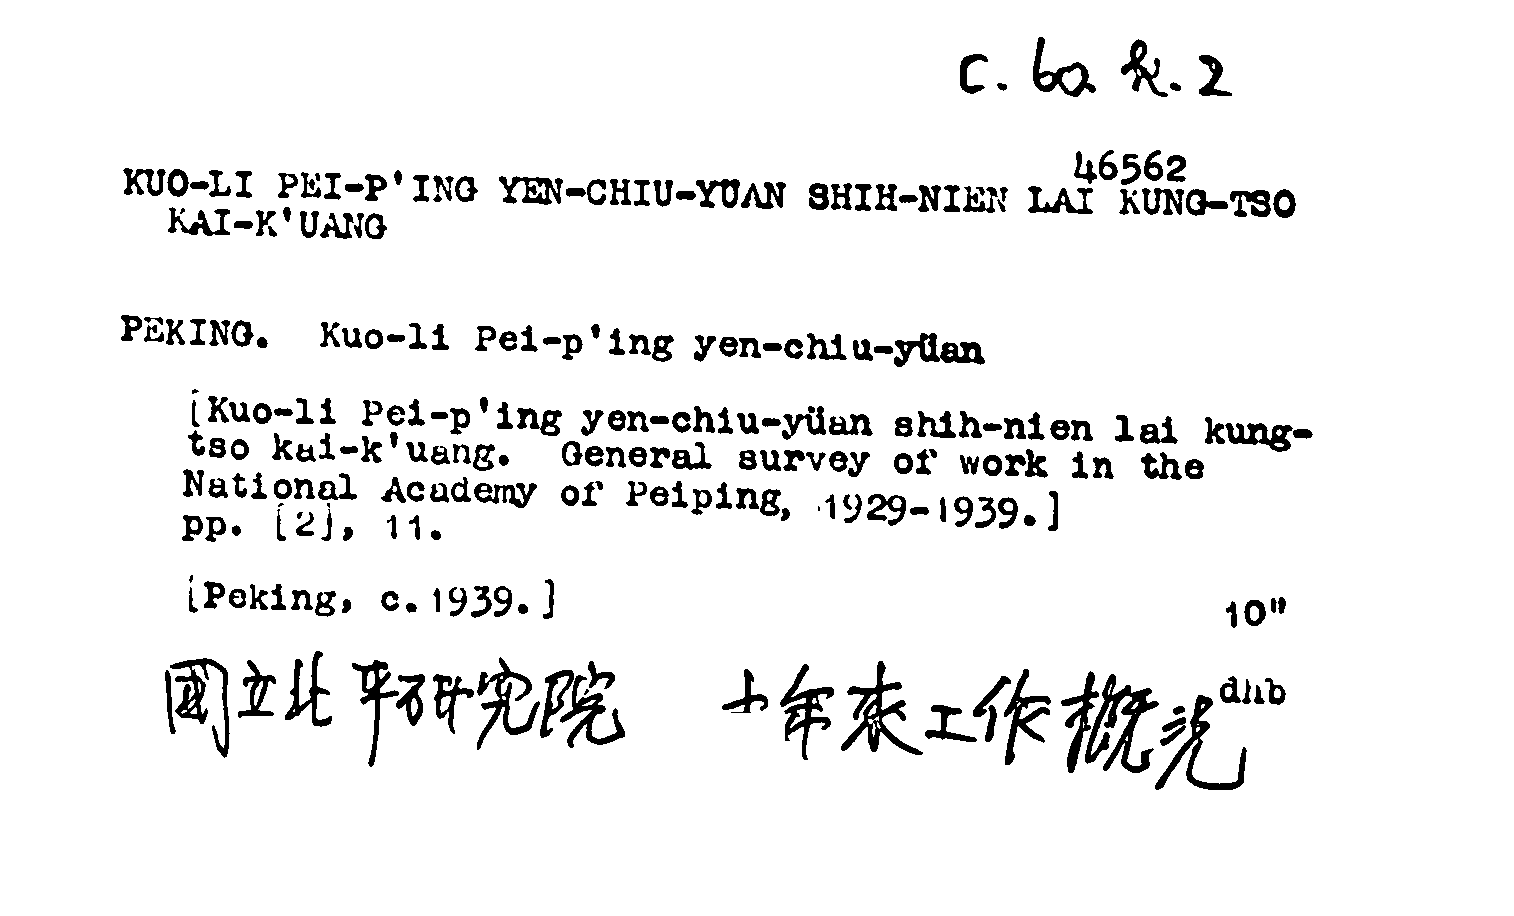 c. 60. k. 2
46562
KUO-LI PEI-P'ING YEN-CHIU-YÜAN SHIH-NIEN LAI KUNG-TSO
KAI-K'UANG
PEKING. Kuo-li Pei-p'ing yen-chiu-yüan
[Kuo-li Pei-p'ing yen-chiu-yüan shih-nien lai kung-
tso kai-k'uang. General survey of work in the
National Academy of Peiping, 1929-1939.]
pp. [2], 11.
[Peking, c.1939.]
10"
國立北平研究院 十年來工作概況
dhb